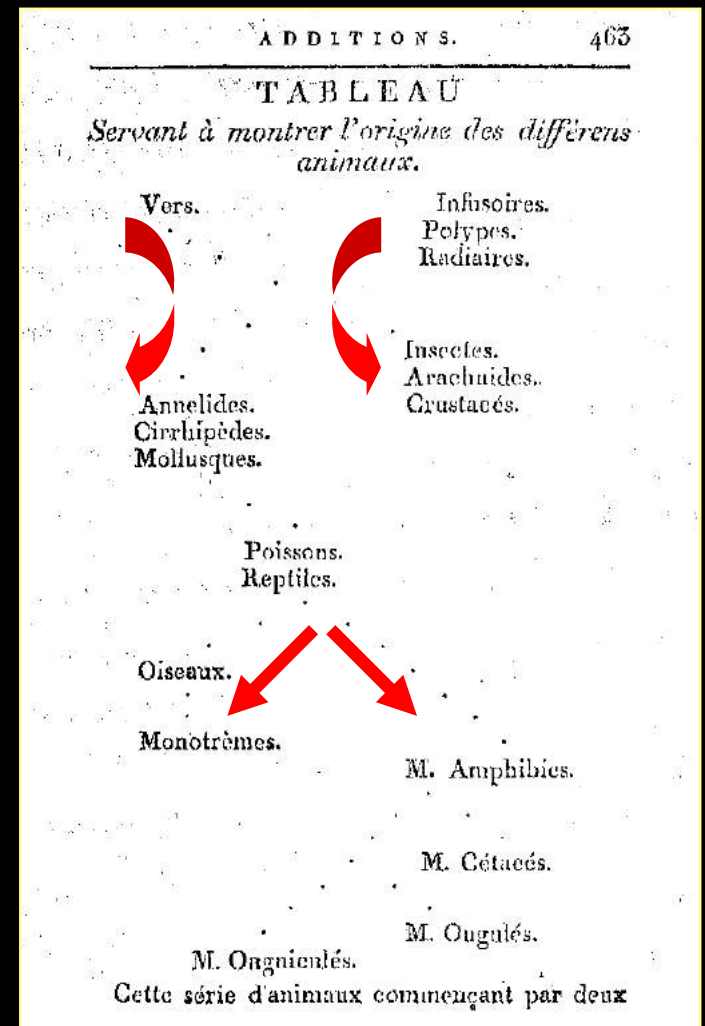 ADDITIONS. 463
TABLEAU
Servant à montrer l'origine des différens
animaux.
Vers.
Infusoires.
Polypes.
Radiaires.
Insectes.
Arachnides.
Crustacés.
Annelides.
Cirrhipèdes.
Mollusques.
Poissons.
Reptiles.
Oiseaux.
Monotrèmes.
M. Amphibies.
M. Cétacés.
M. Ongulés.
M. Onguiculés.
Cette série d'animaux commençant par deux